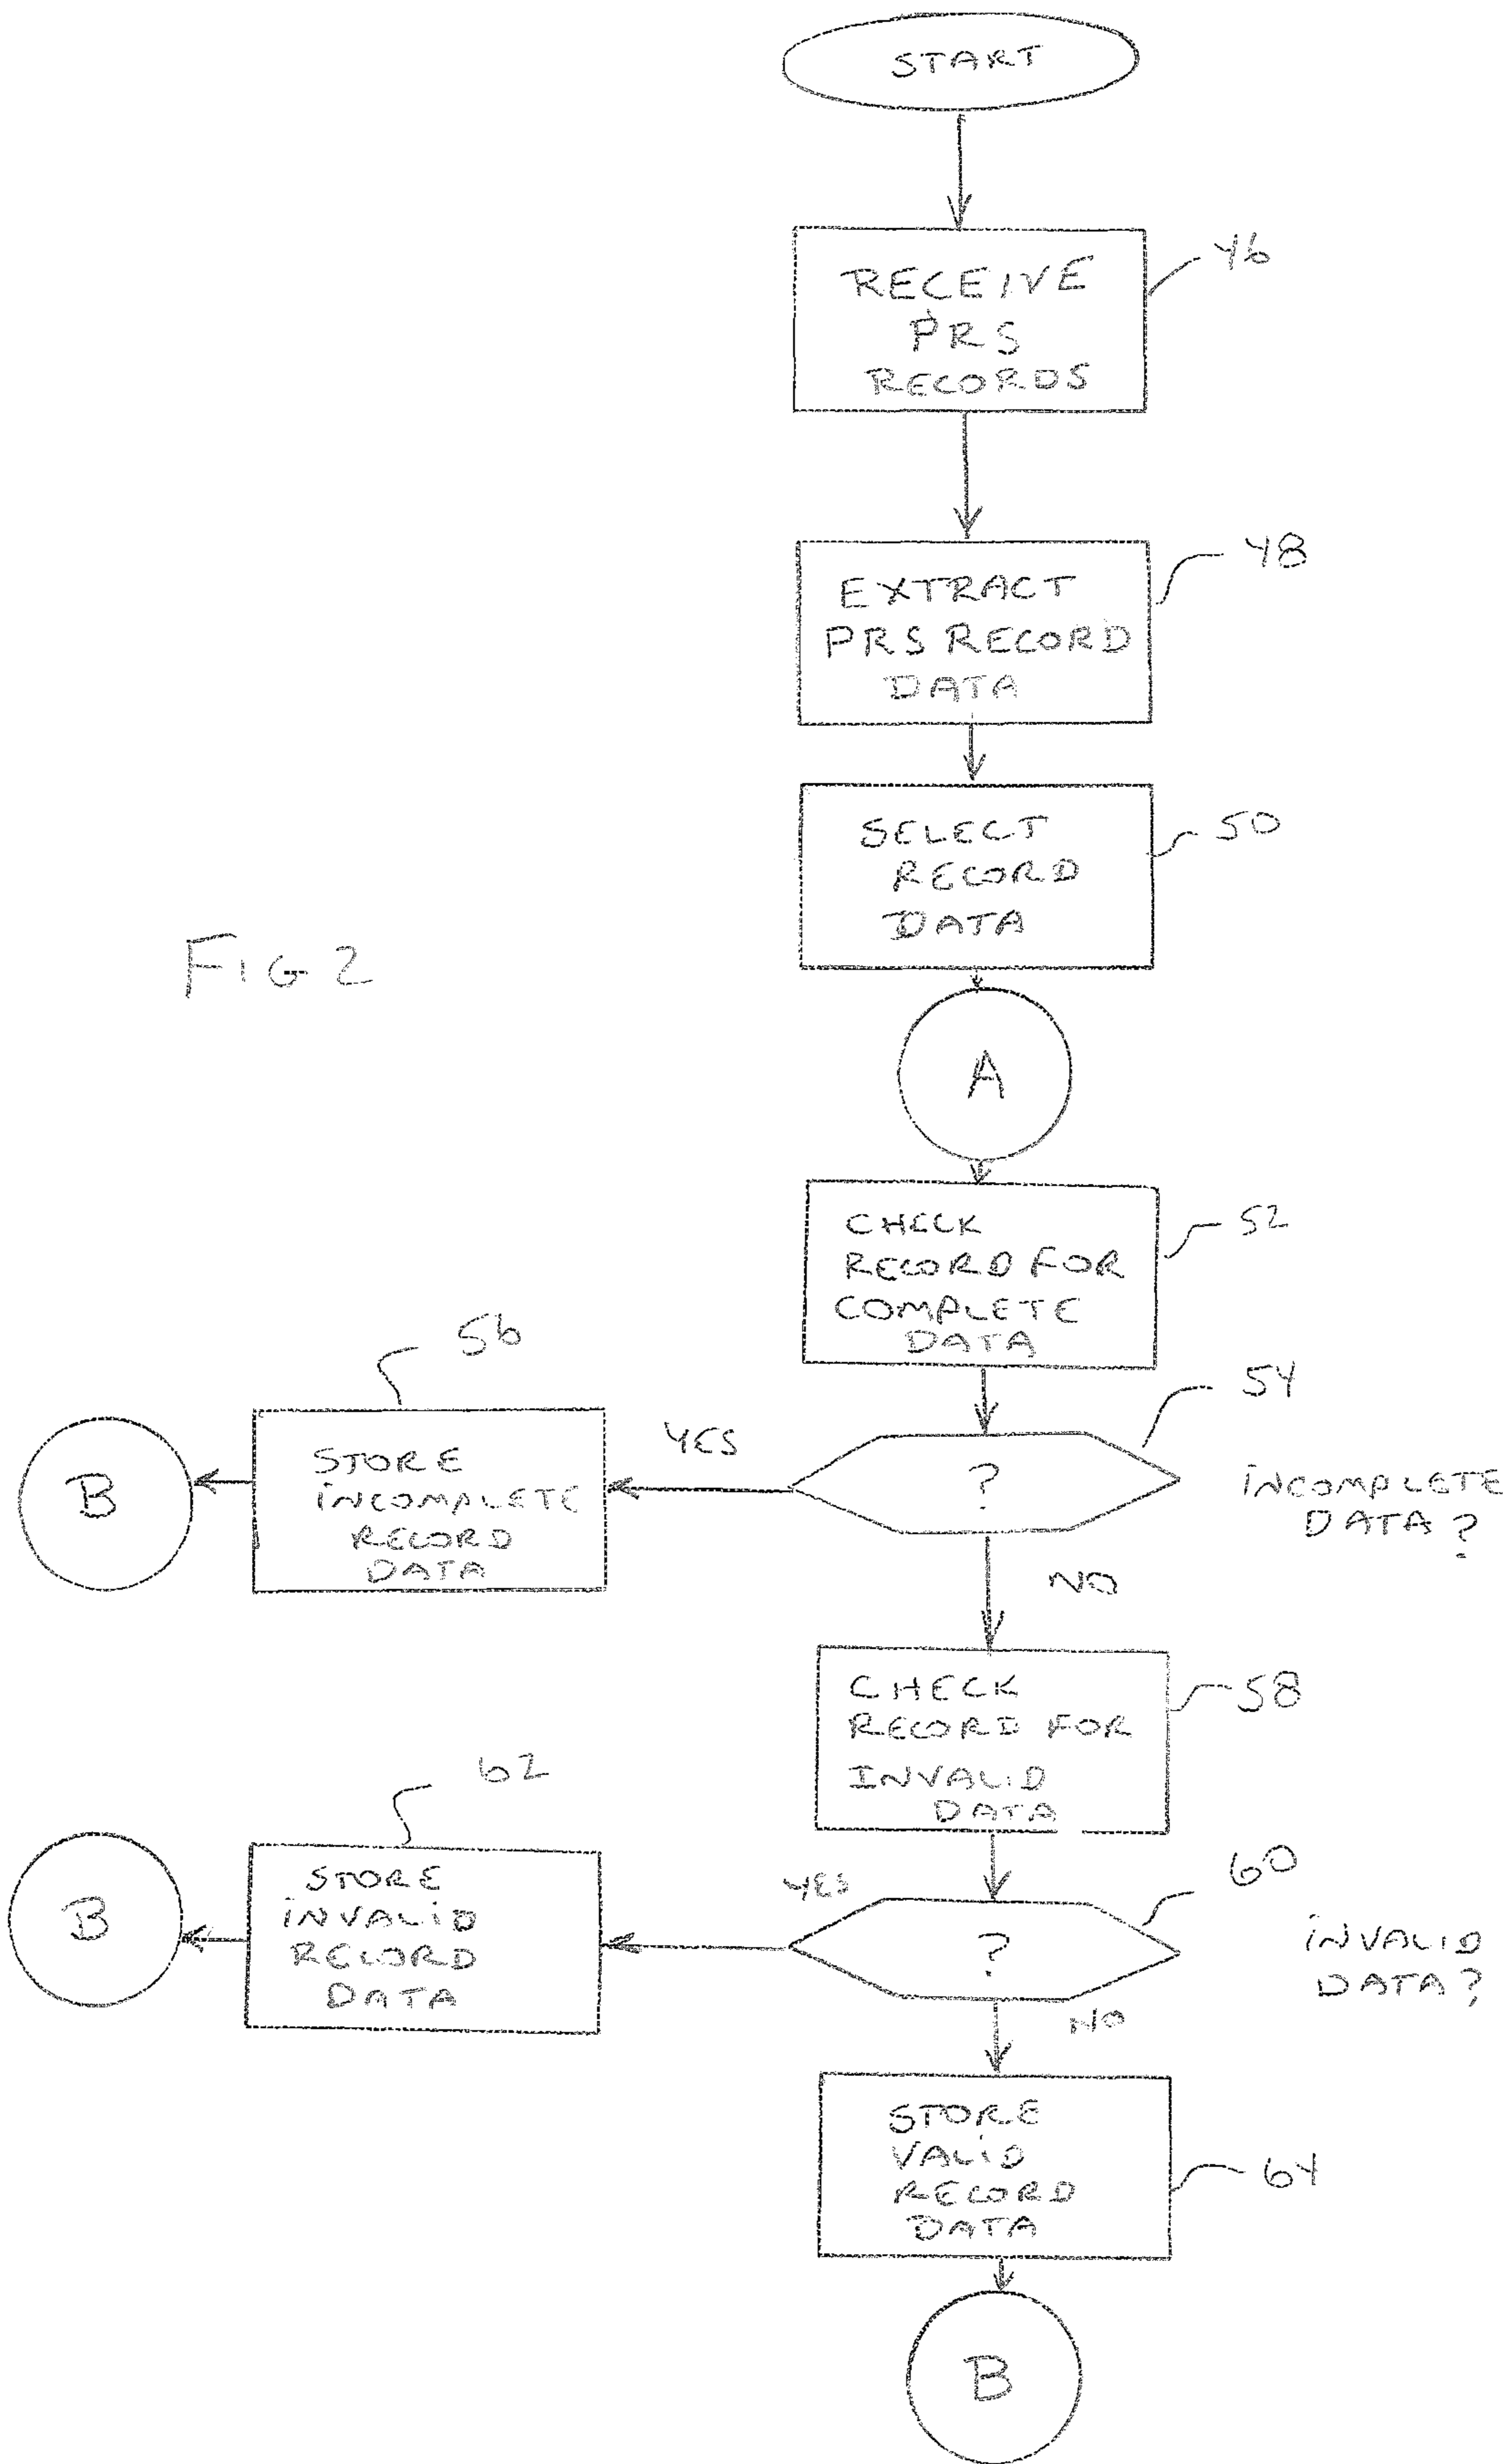 START
RECEIVE
PRS
RECORDS
46
EXTRACT
PRS RECORD
DATA
48
SELECT
RECORD
DATA
50
FIG 2
A
CHECK
RECORD FOR
COMPLETE
DATA
52
56
54
B
STORE
INCOMPLETE
RECORD
DATA
YES
?
INCOMPLETE
DATA?
NO
CHECK
RECORD FOR
INVALID
DATA
58
62
60
B
STORE
INVALID
RECORD
DATA
YES
?
INVALID
DATA?
NO
STORE
VALID
RECORD
DATA
64
B